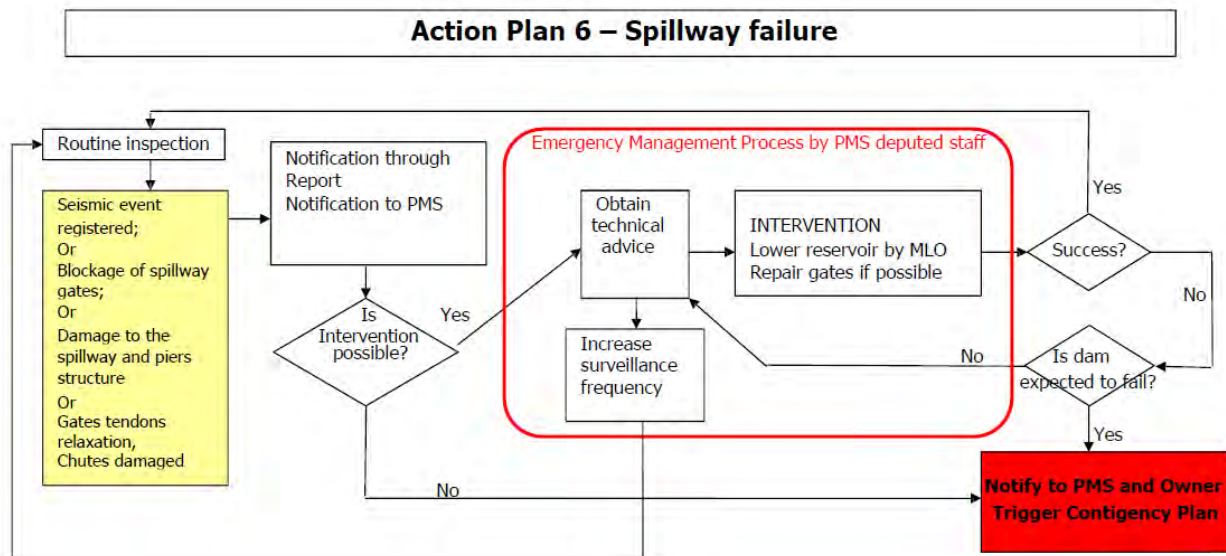 Action Plan 6 – Spillway failure
Routine inspection
Seismic event
registered;
Or
Blockage of spillway
gates;
Or
Damage to the
spillway and piers
structure
Or
Gates tendons
relaxation,
Chutes damaged
Notification through
Report
Notification to PMS
Is
Intervention
possible?
Yes
No
Emergency Management Process by PMS deputed staff
Obtain
technical
advice
Increase
surveillance
frequency
INTERVENTION
Lower reservoir by MLO
Repair gates if possible
Success?
Yes
No
Is dam
expected to fail?
No
Yes
Notify to PMS and Owner
Trigger Contigency Plan